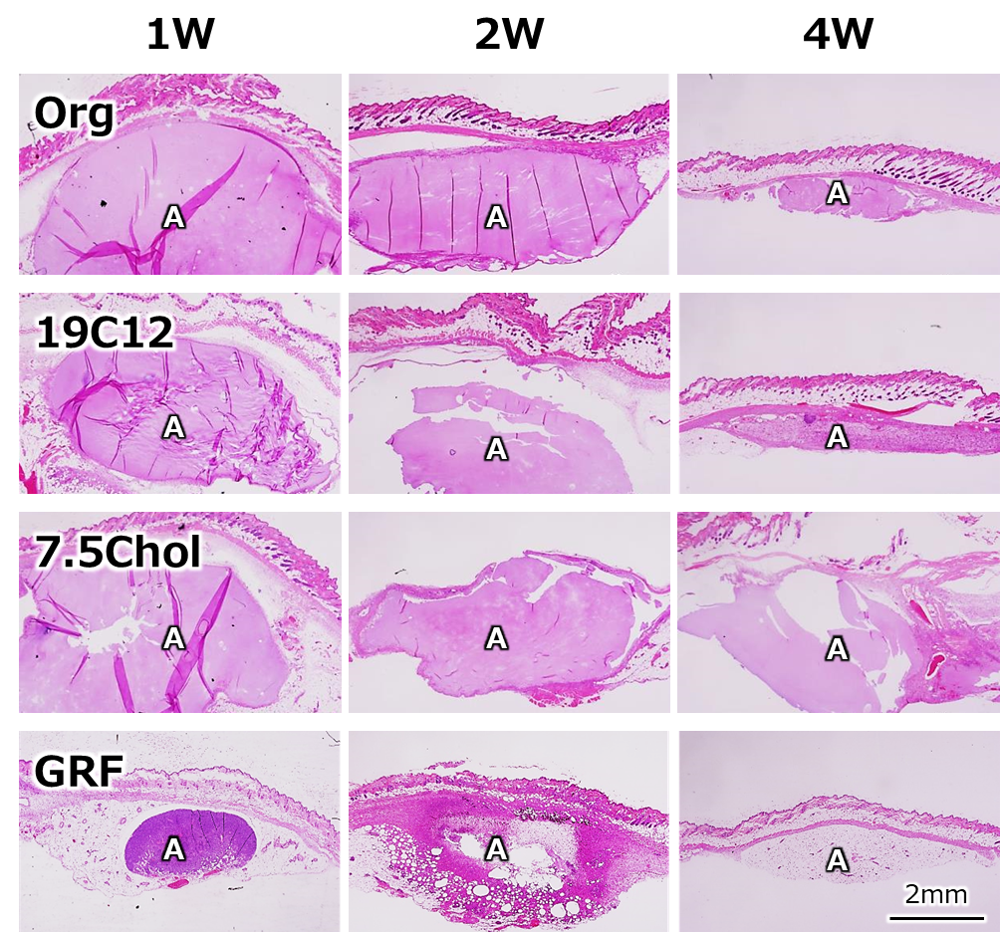 1W 2W 4W
Org
A A A
19C12
A A A
7.5Chol
A A A
GRF
A A A
2mm